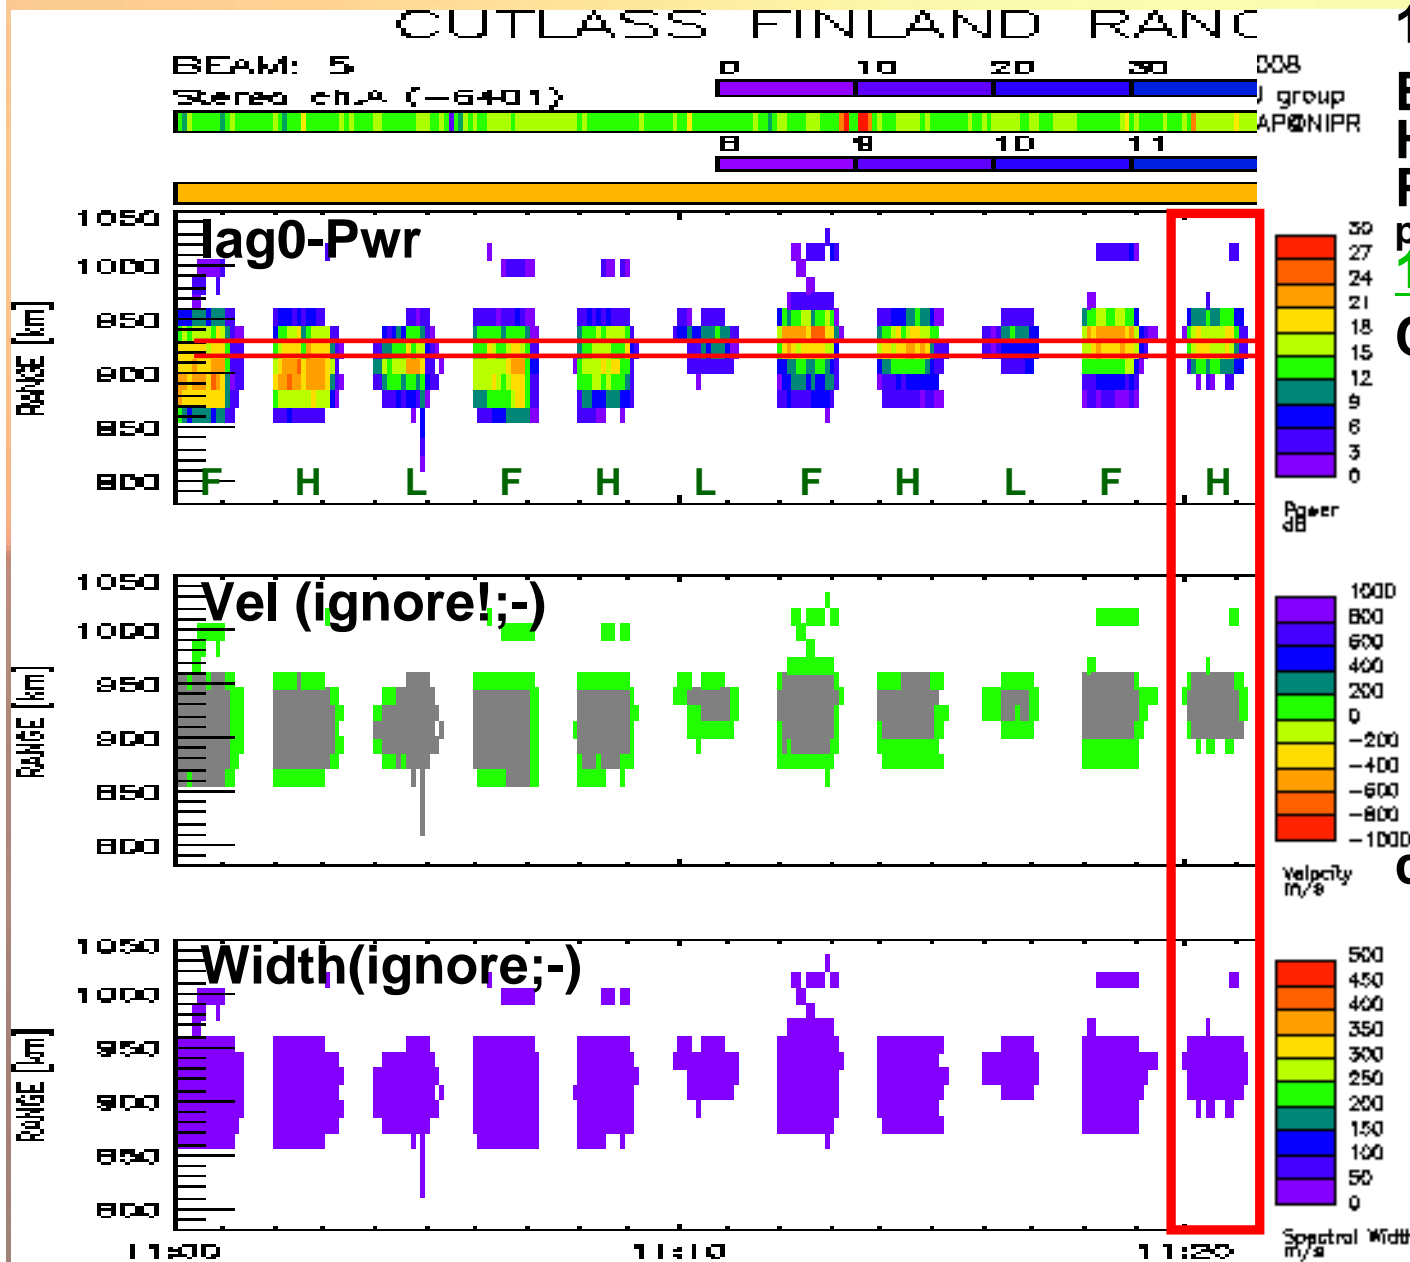 CUTLASS FINLAND RANG
BEAM: 5
0 10 20 30
008
Stereo ch.A (-6401)
J group
AP@NIPR
8 9 10 11
1
E
H
F
p
1
C
lag0-Pwr
RANGE [km]
1050
1000
950
900
850
800
F H L F H L F H L F H
30
27
24
21
18
15
12
9
6
3
0
Power
dB
Vel (ignore!;-)
RANGE [km]
1050
1000
950
900
850
800
1000
800
600
400
200
0
-200
-400
-600
-800
-1000
Velocity
m/s
Width(ignore;-)
RANGE [km]
1050
1000
950
900
850
800
500
450
400
350
300
250
200
150
100
50
0
Spectral Width
m/s
11:00 11:10 11:20